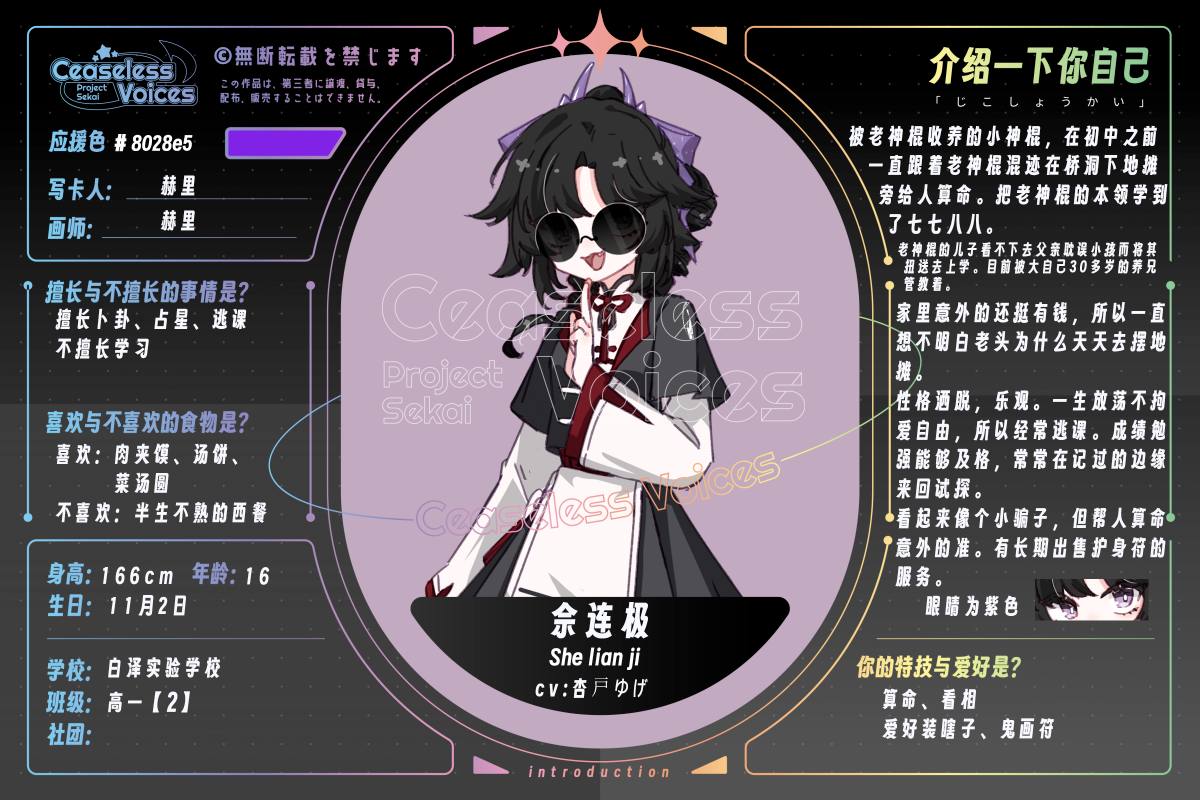 Ceaseless
Project
Sekai
Voices
©無断転載を禁じます
この作品は、第三者に譲渡、貸与、
配布、販売することはできません。
应援色 # 8028e5
写卡人: 赫里
画师: 赫里
擅长与不擅长的事情是?
擅长卜卦、占星、逃课
不擅长学习
喜欢与不喜欢的食物是?
喜欢: 肉夹馍、汤饼、
菜汤圆
不喜欢: 半生不熟的西餐
身高: 166cm 年龄: 16
生日: 11月2日
学校: 白泽实验学校
班级: 高一【2】
社团:
Ceaseless
Project
Sekai
Voices
Ceaseless Voices
佘连极
She lian ji
cv:杏戸ゆげ
introduction
介绍一下你自己
「じこしょうかい」
被老神棍收养的小神棍，在初中之前
一直跟着老神棍混迹在桥洞下地摊
旁给人算命。把老神棍的本领学到
了七七八八。
老神棍的儿子看不下去父亲耽误小孩而将其
扭送去上学。目前被大自己30多岁的养兄
管教着。
家里意外的还挺有钱，所以一直
想不明白老头为什么天天去摆地
摊。
性格洒脱，乐观。一生放荡不拘
爱自由，所以经常逃课。成绩勉
强能够及格，常常在记过的边缘
来回试探。
看起来像个小骗子，但帮人算命
意外的准。有长期出售护身符的
服务。
眼睛为紫色
你的特技与爱好是?
算命、看相
爱好装瞎子、鬼画符